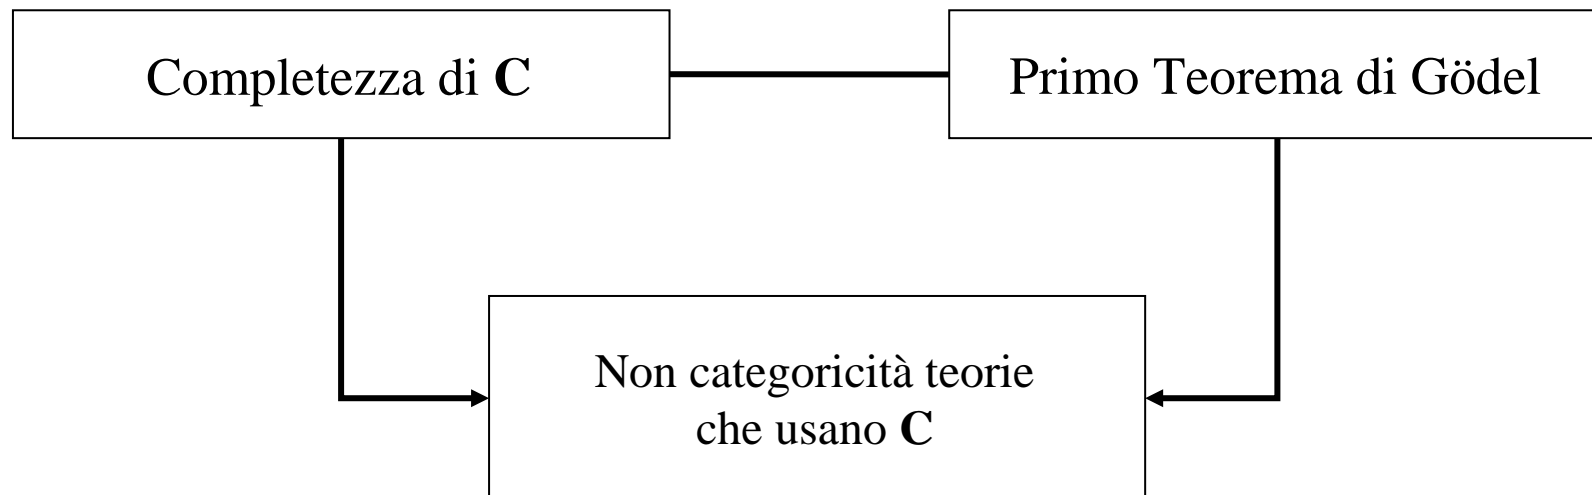 Completezza di C
Primo Teorema di Gödel
Non categoricità teorie
che usano C